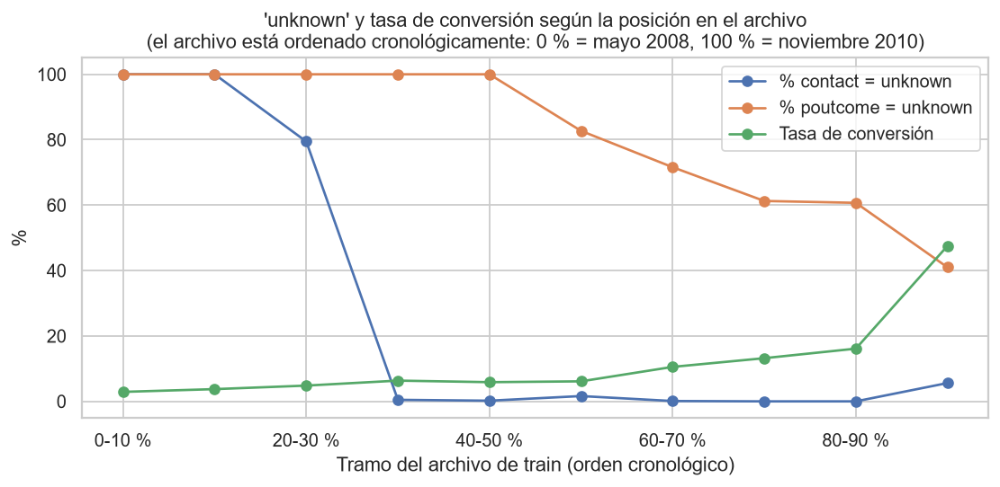 'unknown' y tasa de conversión según la posición en el archivo
(el archivo está ordenado cronológicamente: 0 % = mayo 2008, 100 % = noviembre 2010)
% contact = unknown
% poutcome = unknown
Tasa de conversión
100
80
60
40
20
0
%
0-10 %
20-30 %
40-50 %
60-70 %
80-90 %
Tramo del archivo de train (orden cronológico)